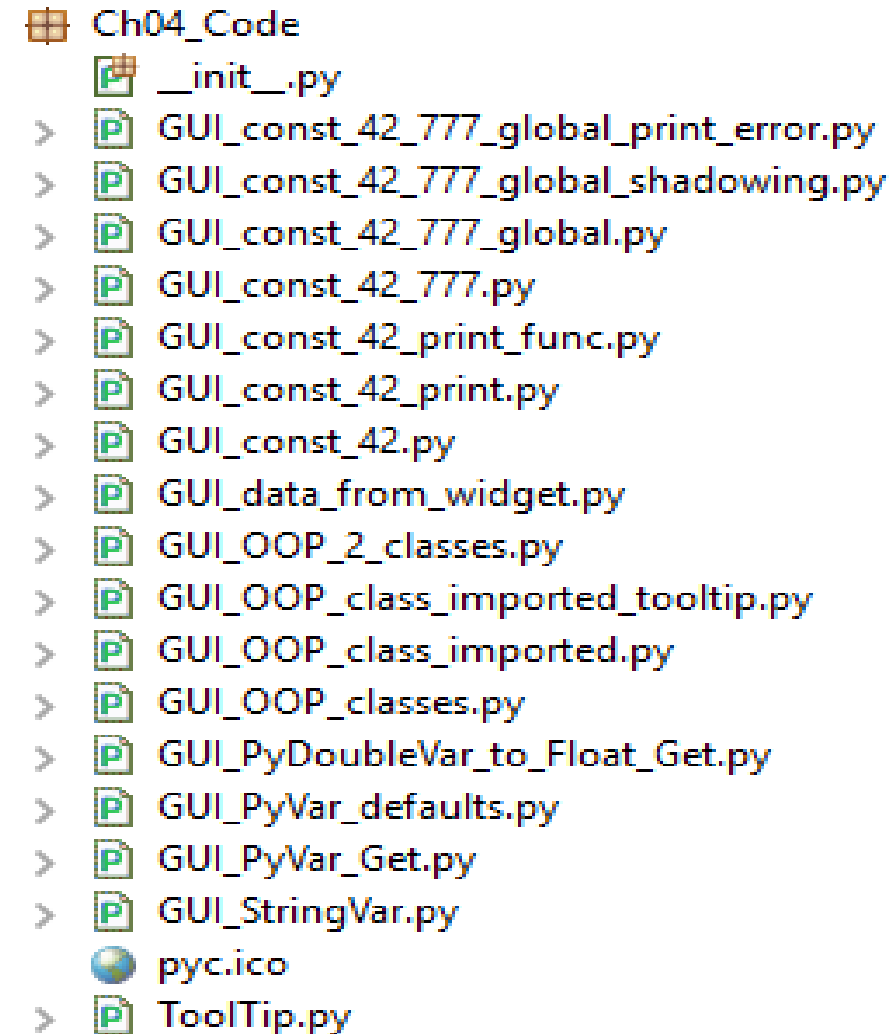 Ch04_Code
__init__.py
GUI_const_42_777_global_print_error.py
GUI_const_42_777_global_shadowing.py
GUI_const_42_777_global.py
GUI_const_42_777.py
GUI_const_42_print_func.py
GUI_const_42_print.py
GUI_const_42.py
GUI_data_from_widget.py
GUI_OOP_2_classes.py
GUI_OOP_class_imported_tooltip.py
GUI_OOP_class_imported.py
GUI_OOP_classes.py
GUI_PyDoubleVar_to_Float_Get.py
GUI_PyVar_defaults.py
GUI_PyVar_Get.py
GUI_StringVar.py
pyc.ico
ToolTip.py